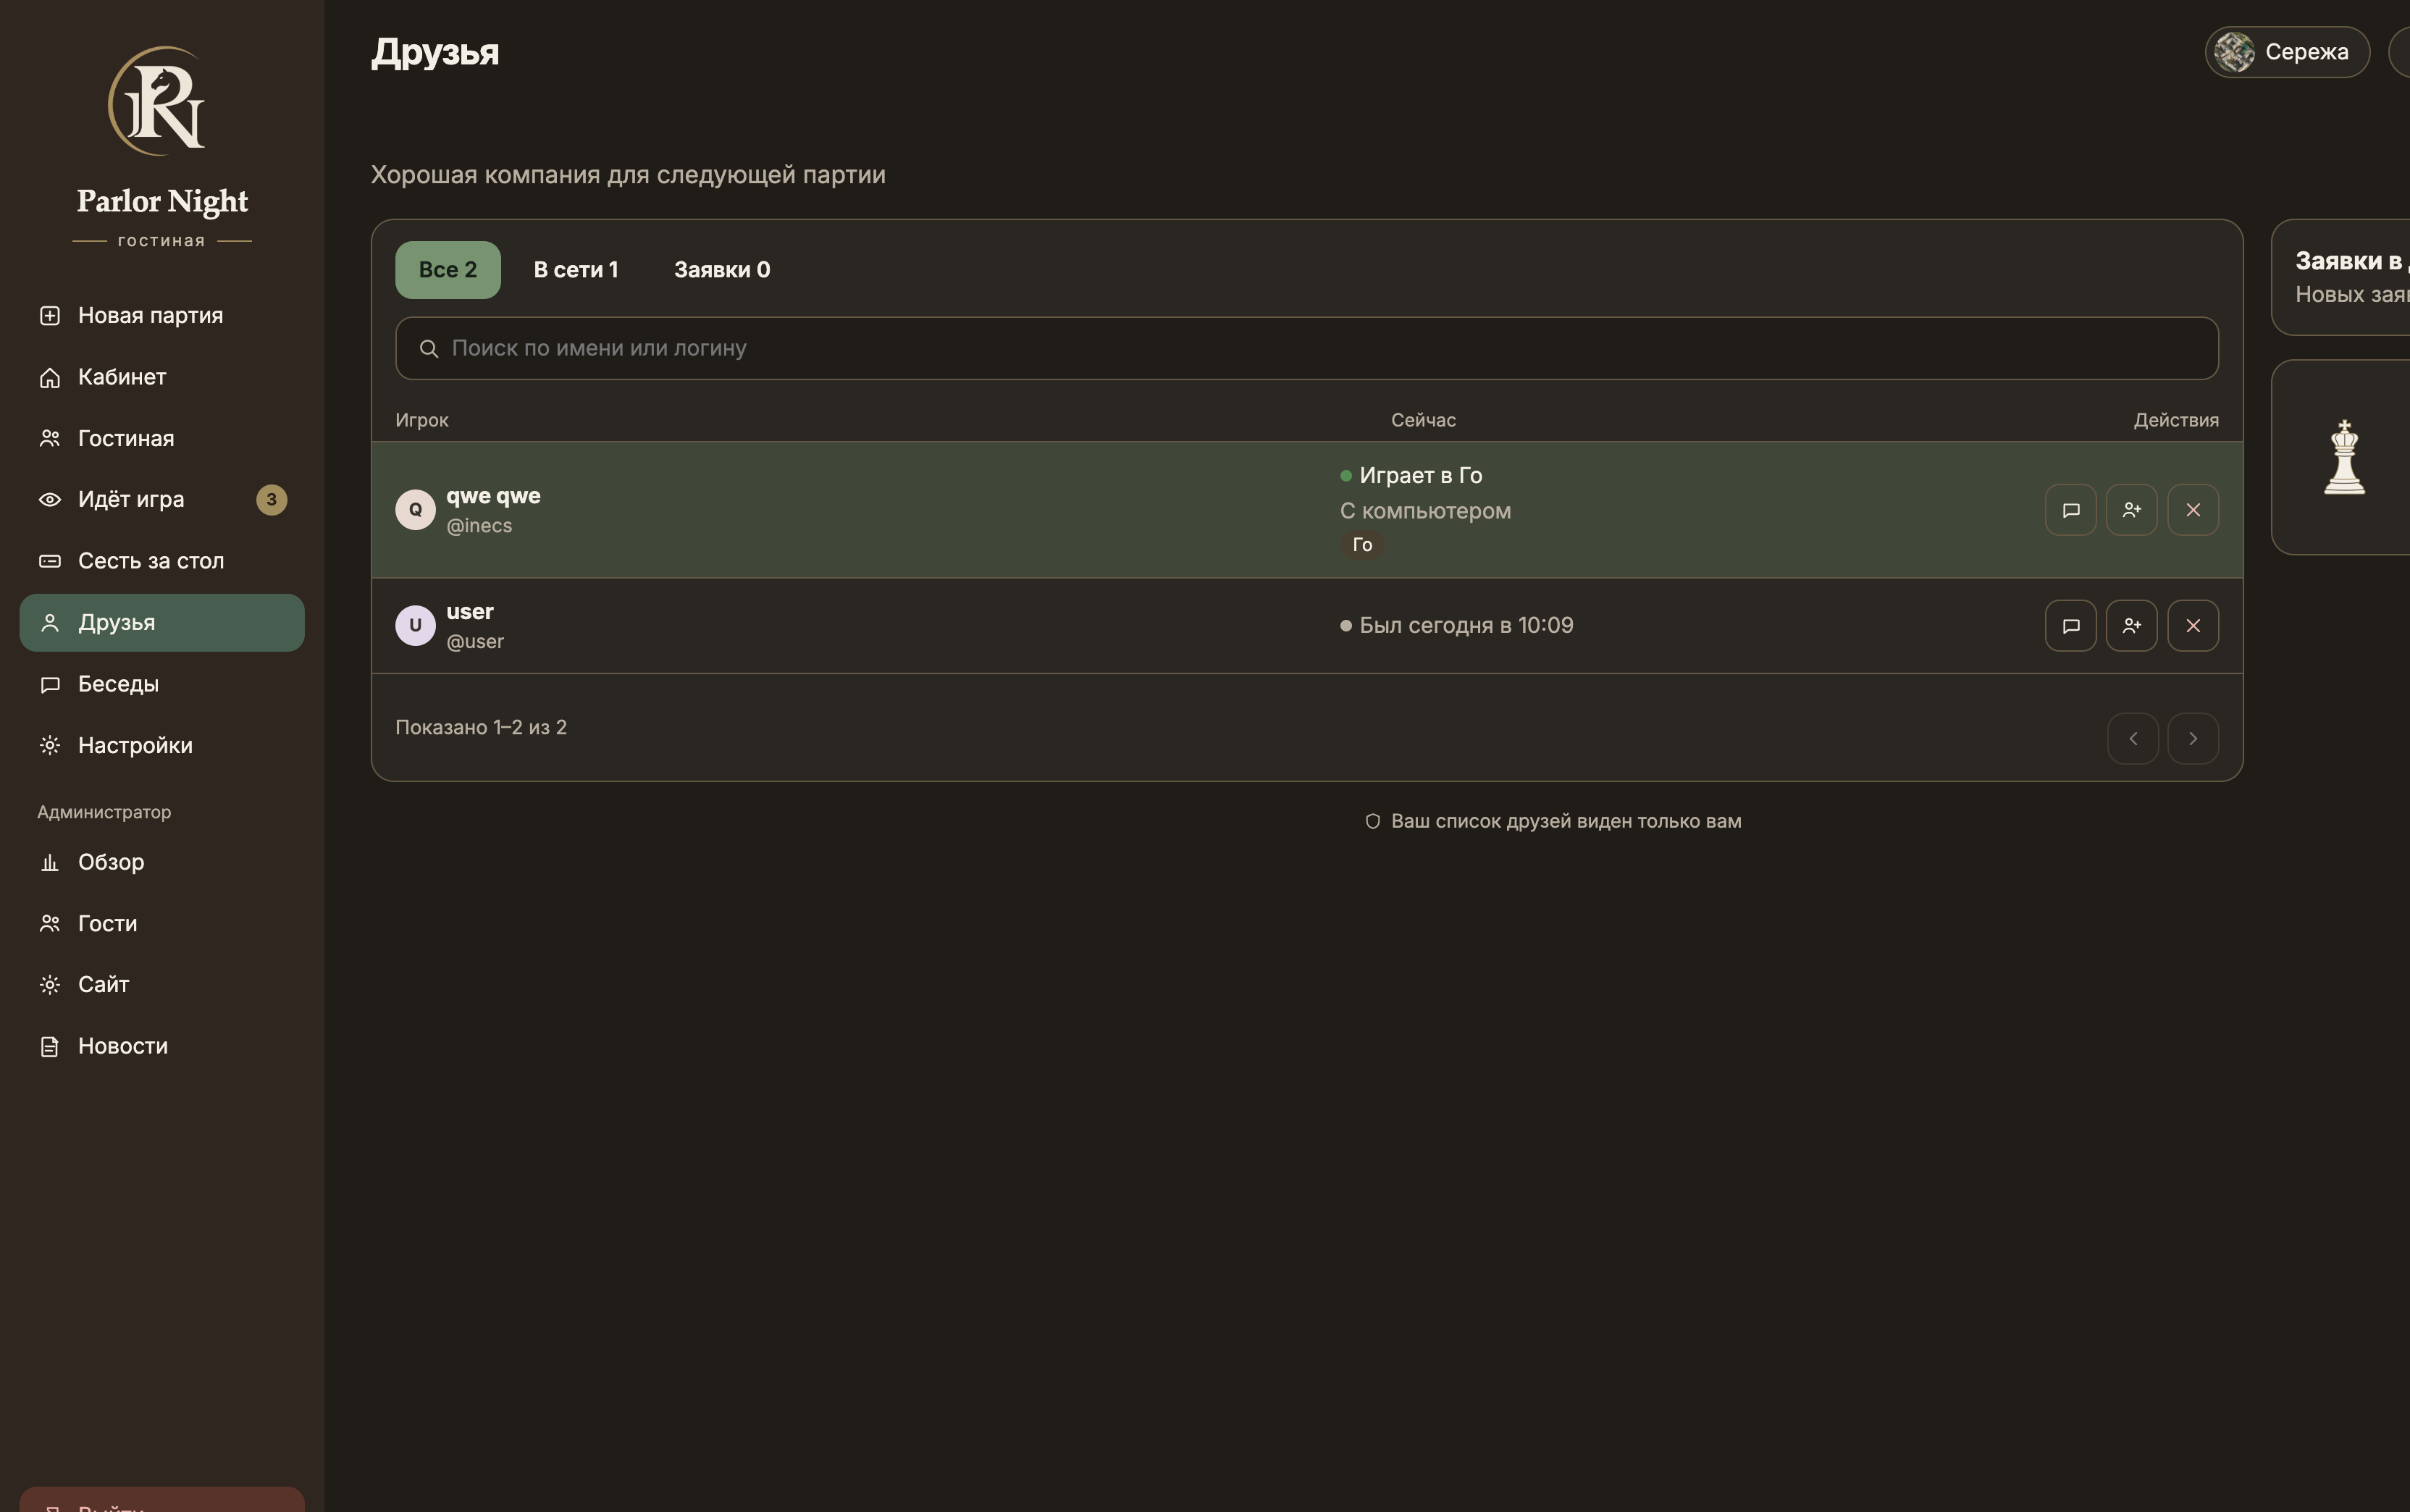 Parlor Night
гостиная
Новая партия
Кабинет
Гостиная
Идёт игра 3
Сесть за стол
Друзья
Беседы
Настройки
Администратор
Обзор
Гости
Сайт
Новости
Друзья
Сережа
Хорошая компания для следующей партии
Все 2 В сети 1 Заявки 0
Поиск по имени или логину
Игрок Сейчас Действия
Q
qwe qwe
@inecs
Играет в Го
С компьютером
Го
U
user
@user
Был сегодня в 10:09
Показано 1–2 из 2
Ваш список друзей виден только вам
Заявки в
Новых